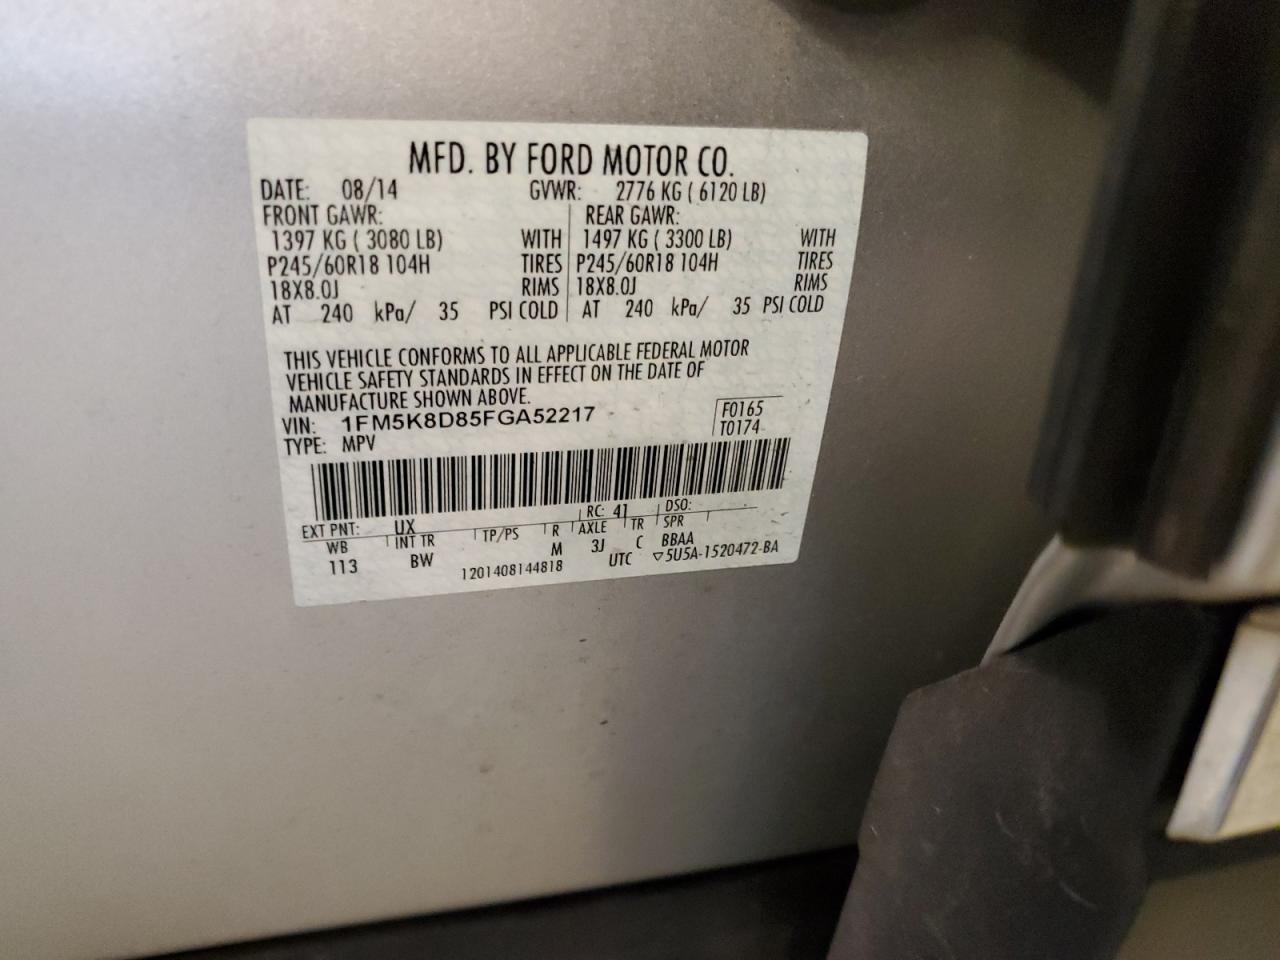 MFD. BY FORD MOTOR CO.
DATE: 08/14 GVWR: 2776 KG ( 6120 LB)
FRONT GAWR: REAR GAWR:
1397 KG ( 3080 LB) WITH 1497 KG ( 3300 LB) WITH
P245/60R18 104H TIRES P245/60R18 104H TIRES
18X8.0J RIMS 18X8.0J RIMS
AT 240 kPa/ 35 PSI COLD AT 240 kPa/ 35 PSI COLD
THIS VEHICLE CONFORMS TO ALL APPLICABLE FEDERAL MOTOR
VEHICLE SAFETY STANDARDS IN EFFECT ON THE DATE OF
MANUFACTURE SHOWN ABOVE.
VIN: 1FM5K8D85FGA52217 F0165
TYPE: MPV T0174
EXT PNT: UX RC: 41 DSO:
WB INT TR TP/PS R AXLE TR SPR
113 BW M 3J C BBAA
1201408144818 UTC ▽5U5A-1520472-BA